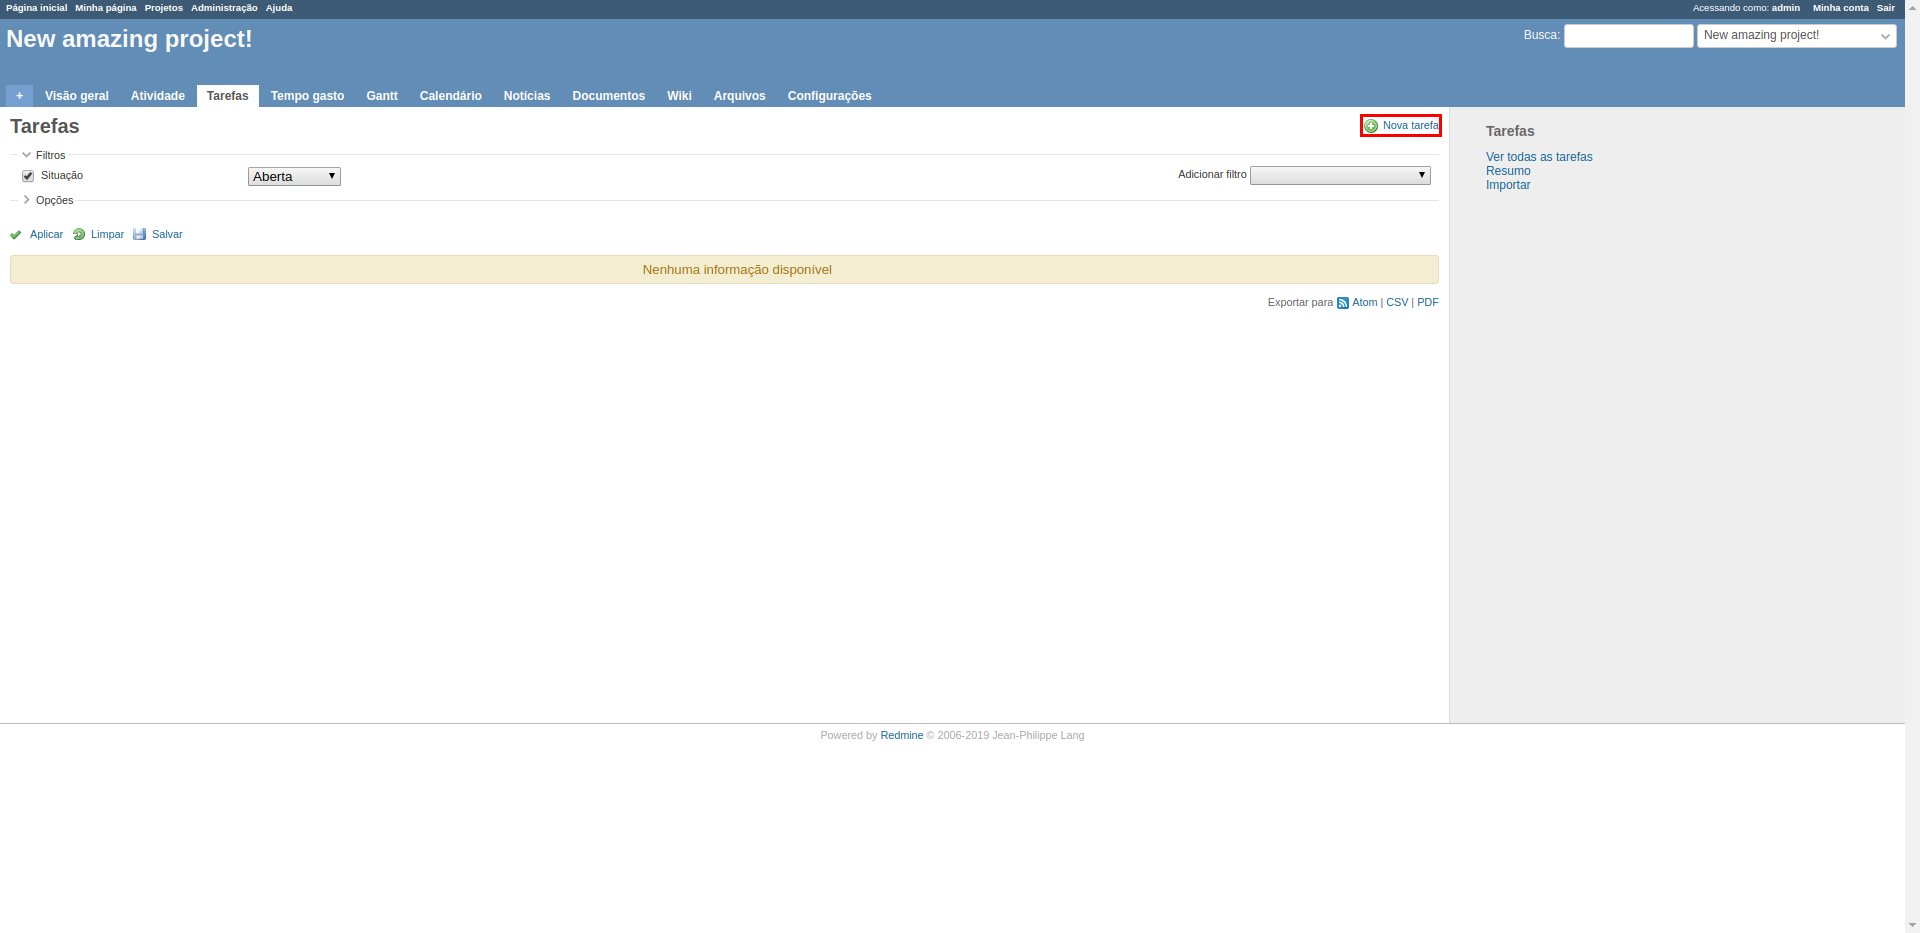 Página inicial Minha página Projetos Administração Ajuda Acessando como: admin Minha conta Sair
New amazing project! Busca: New amazing project!
+ Visão geral Atividade Tarefas Tempo gasto Gantt Calendário Notícias Documentos Wiki Arquivos Configurações
Tarefas Nova tarefa
Filtros
Situação Aberta Adicionar filtro
Opções
Aplicar Limpar Salvar
Nenhuma informação disponível
Exportar para Atom | CSV | PDF
Tarefas
Ver todas as tarefas
Resumo
Importar
Powered by Redmine © 2006-2019 Jean-Philippe Lang